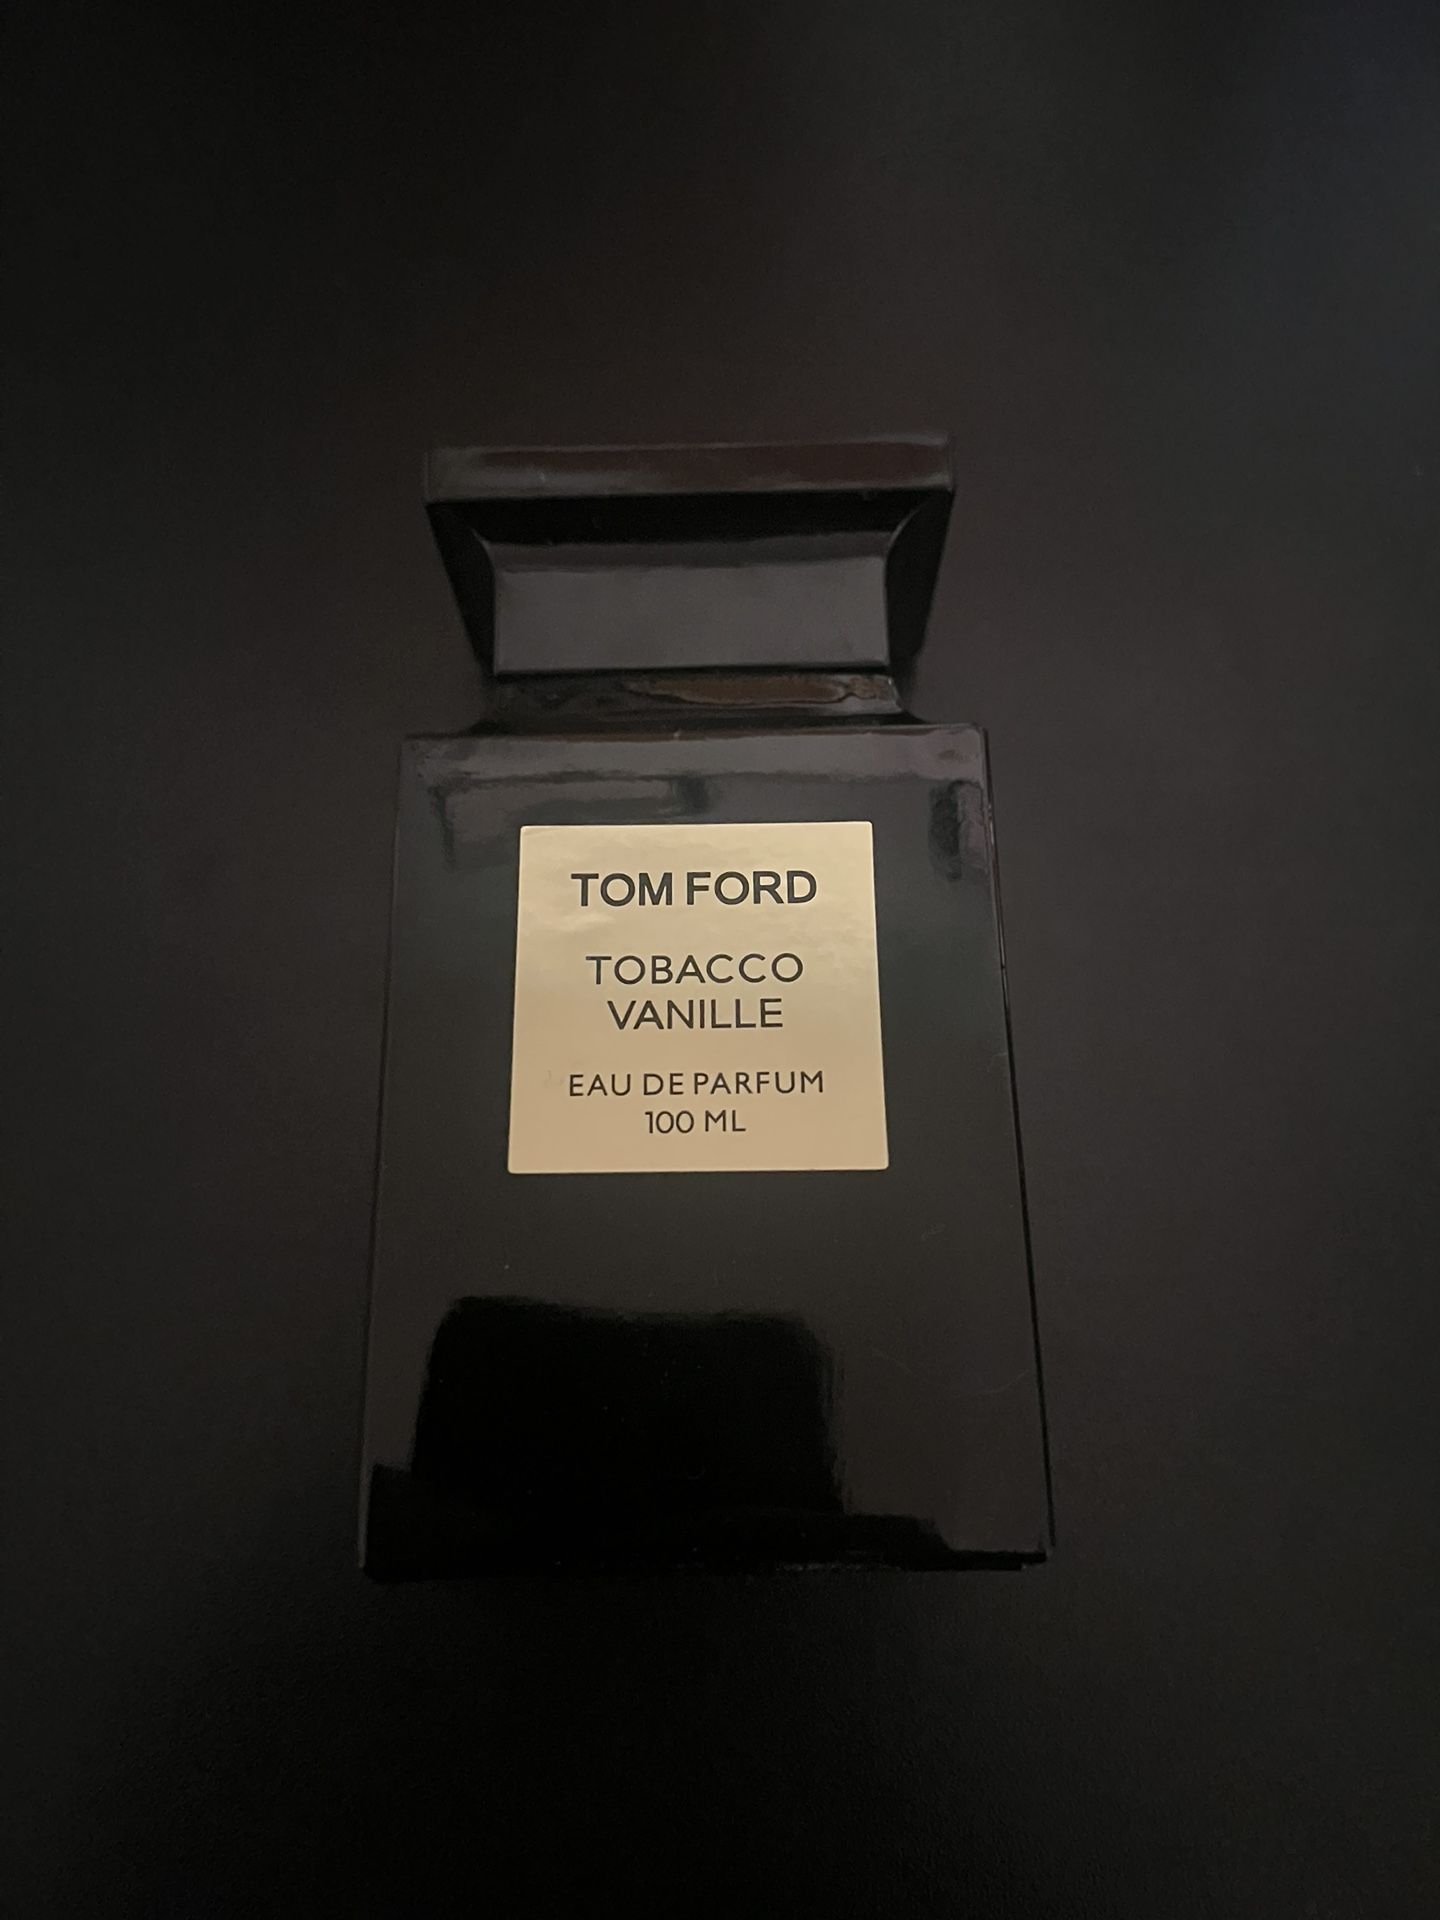 TOM FORD
TOBACCO
VANILLE
EAU DE PARFUM
100 ML